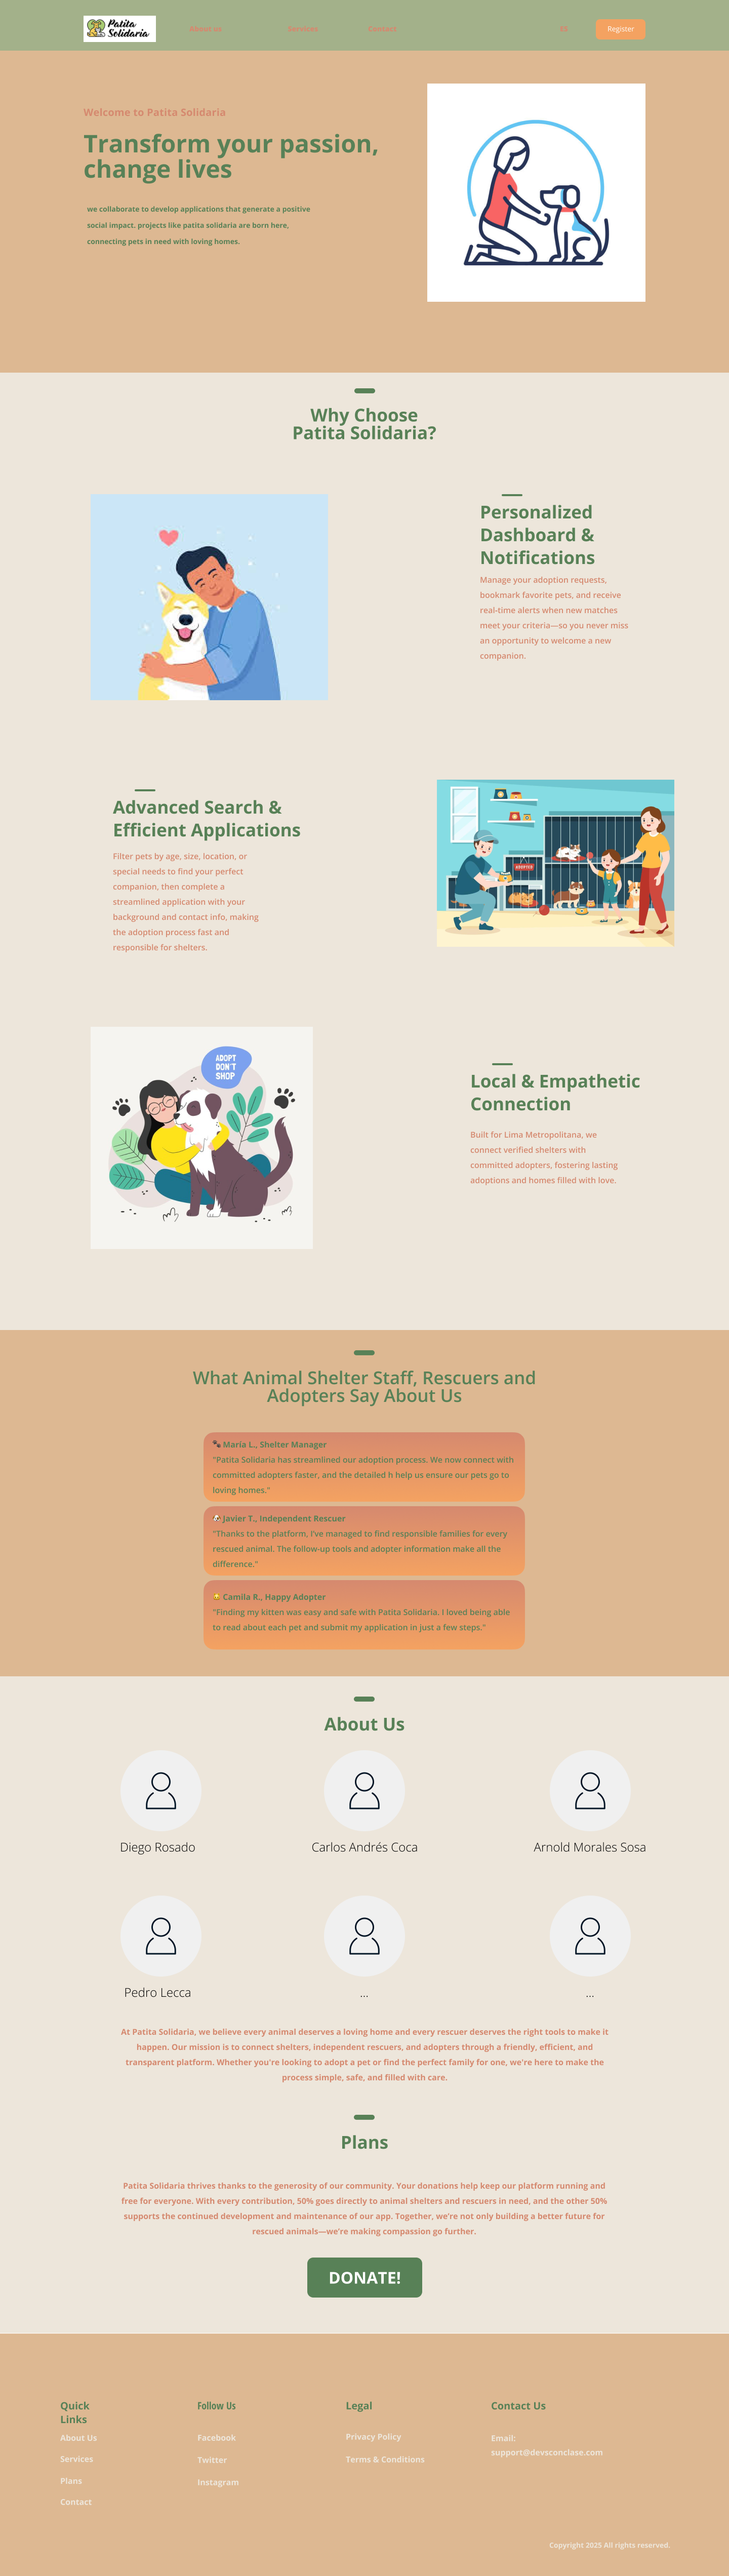 Patita
Solidaria
About us
Services
Contact
ES
Register
Welcome to Patita Solidaria
Transform your passion,
change lives
we collaborate to develop applications that generate a positive
social impact. projects like patita solidaria are born here,
connecting pets in need with loving homes.
Why Choose
Patita Solidaria?
Personalized
Dashboard &
Notifications
Manage your adoption requests,
bookmark favorite pets, and receive
real-time alerts when new matches
meet your criteria—so you never miss
an opportunity to welcome a new
companion.
Advanced Search &
Efficient Applications
Filter pets by age, size, location, or
special needs to find your perfect
companion, then complete a
streamlined application with your
background and contact info, making
the adoption process fast and
responsible for shelters.
ADOPTED
ADOPT
DON'T
SHOP
Local & Empathetic
Connection
Built for Lima Metropolitana, we
connect verified shelters with
committed adopters, fostering lasting
adoptions and homes filled with love.
What Animal Shelter Staff, Rescuers and
Adopters Say About Us
🐾 María L., Shelter Manager
"Patita Solidaria has streamlined our adoption process. We now connect with
committed adopters faster, and the detailed h help us ensure our pets go to
loving homes."
🐶 Javier T., Independent Rescuer
"Thanks to the platform, I've managed to find responsible families for every
rescued animal. The follow-up tools and adopter information make all the
difference."
Camila R., Happy Adopter
"Finding my kitten was easy and safe with Patita Solidaria. I loved being able
to read about each pet and submit my application in just a few steps."
About Us
Diego Rosado
Carlos Andrés Coca
Arnold Morales Sosa
Pedro Lecca
...
...
At Patita Solidaria, we believe every animal deserves a loving home and every rescuer deserves the right tools to make it
happen. Our mission is to connect shelters, independent rescuers, and adopters through a friendly, efficient, and
transparent platform. Whether you're looking to adopt a pet or find the perfect family for one, we're here to make the
process simple, safe, and filled with care.
Plans
Patita Solidaria thrives thanks to the generosity of our community. Your donations help keep our platform running and
free for everyone. With every contribution, 50% goes directly to animal shelters and rescuers in need, and the other 50%
supports the continued development and maintenance of our app. Together, we're not only building a better future for
rescued animals—we're making compassion go further.
DONATE!
Quick
Links
About Us
Services
Plans
Contact
Follow Us
Facebook
Twitter
Instagram
Legal
Privacy Policy
Terms & Conditions
Contact Us
Email:
support@devsconclase.com
Copyright 2025 All rights reserved.